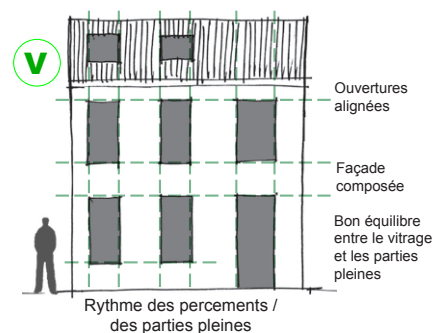 V
Ouvertures
alignées
Façade
composée
Bon équilibre
entre le vitrage
et les parties
pleines
Rythme des percements /
des parties pleines